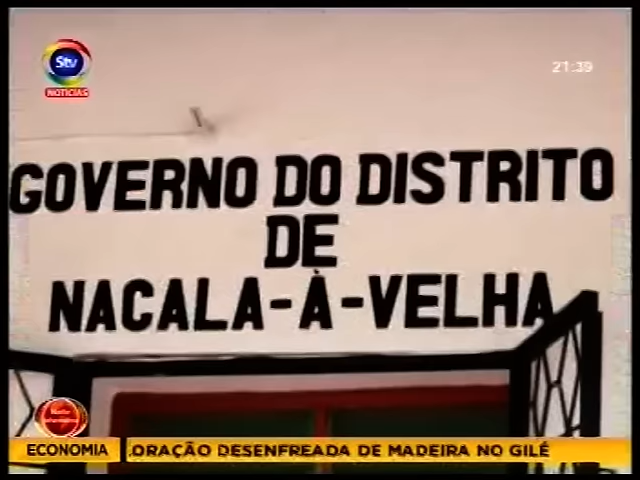 Stv
NOTÍCIAS
21:39
GOVERNO DO DISTRITO
DE
NACALA-À-VELHA
ECONOMIA
ORAÇÃO DESENFREADA DE MADEIRA NO GILÉ